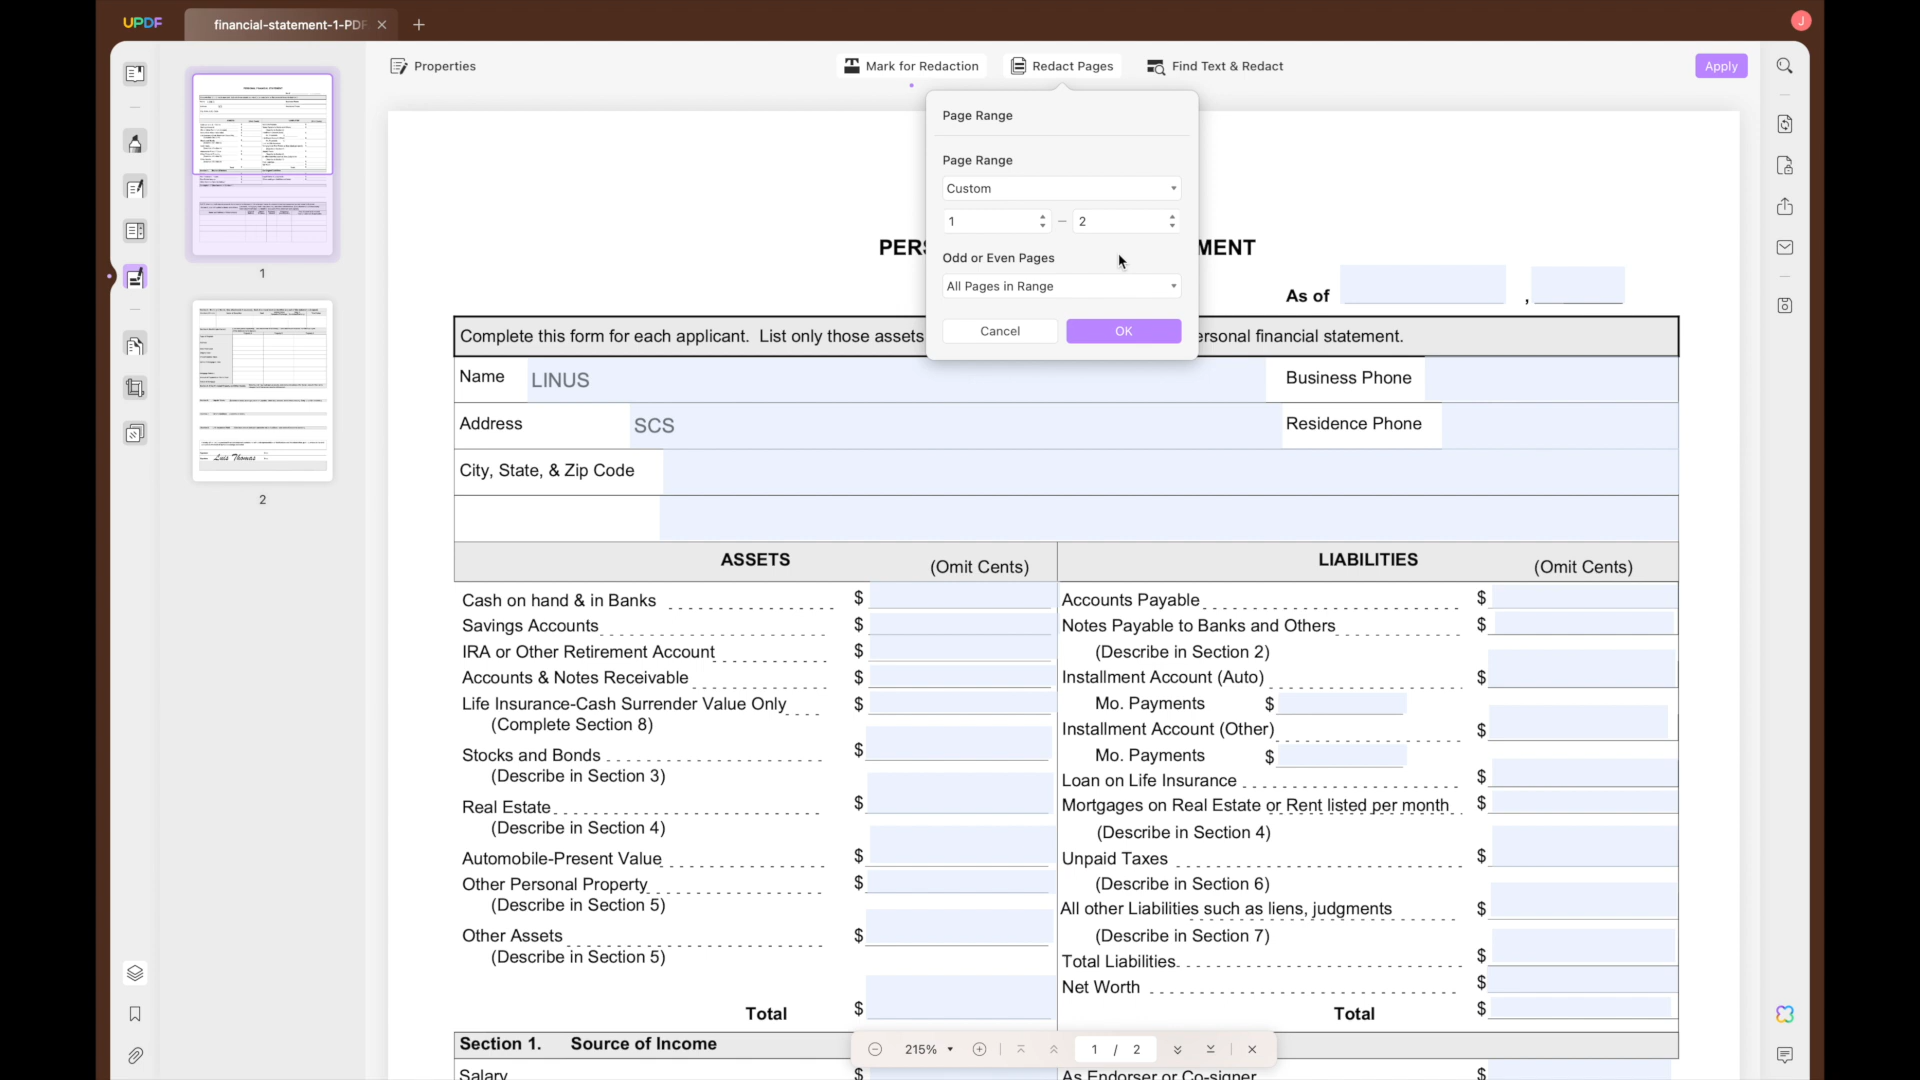 UPDF
financial-statement-1-PDF
J
Properties
Mark for Redaction
Redact Pages
Find Text & Redact
Apply
Page Range
Page Range
Custom
1 – 2
Odd or Even Pages
All Pages in Range
Cancel
OK
1
Luis Thomas
2
As of ,
Complete this form for each applicant. List only those assets
ersonal financial statement.
Name LINUS
Business Phone
Address SCS
Residence Phone
City, State, & Zip Code
ASSETS (Omit Cents)
LIABILITIES (Omit Cents)
Cash on hand & in Banks $
Savings Accounts $
IRA or Other Retirement Account $
Accounts & Notes Receivable $
Life Insurance-Cash Surrender Value Only $
(Complete Section 8)
Stocks and Bonds $
(Describe in Section 3)
Real Estate $
(Describe in Section 4)
Automobile-Present Value $
Other Personal Property $
(Describe in Section 5)
Other Assets $
(Describe in Section 5)
Total $
Accounts Payable $
Notes Payable to Banks and Others $
(Describe in Section 2)
Installment Account (Auto) $
Mo. Payments $
Installment Account (Other) $
Mo. Payments $
Loan on Life Insurance $
Mortgages on Real Estate or Rent listed per month $
(Describe in Section 4)
Unpaid Taxes $
(Describe in Section 6)
All other Liabilities such as liens, judgments $
(Describe in Section 7)
Total Liabilities $
Net Worth $
Total $
Section 1. Source of Income
Salary $
As Endorser or Co-signer $
215%
1 / 2